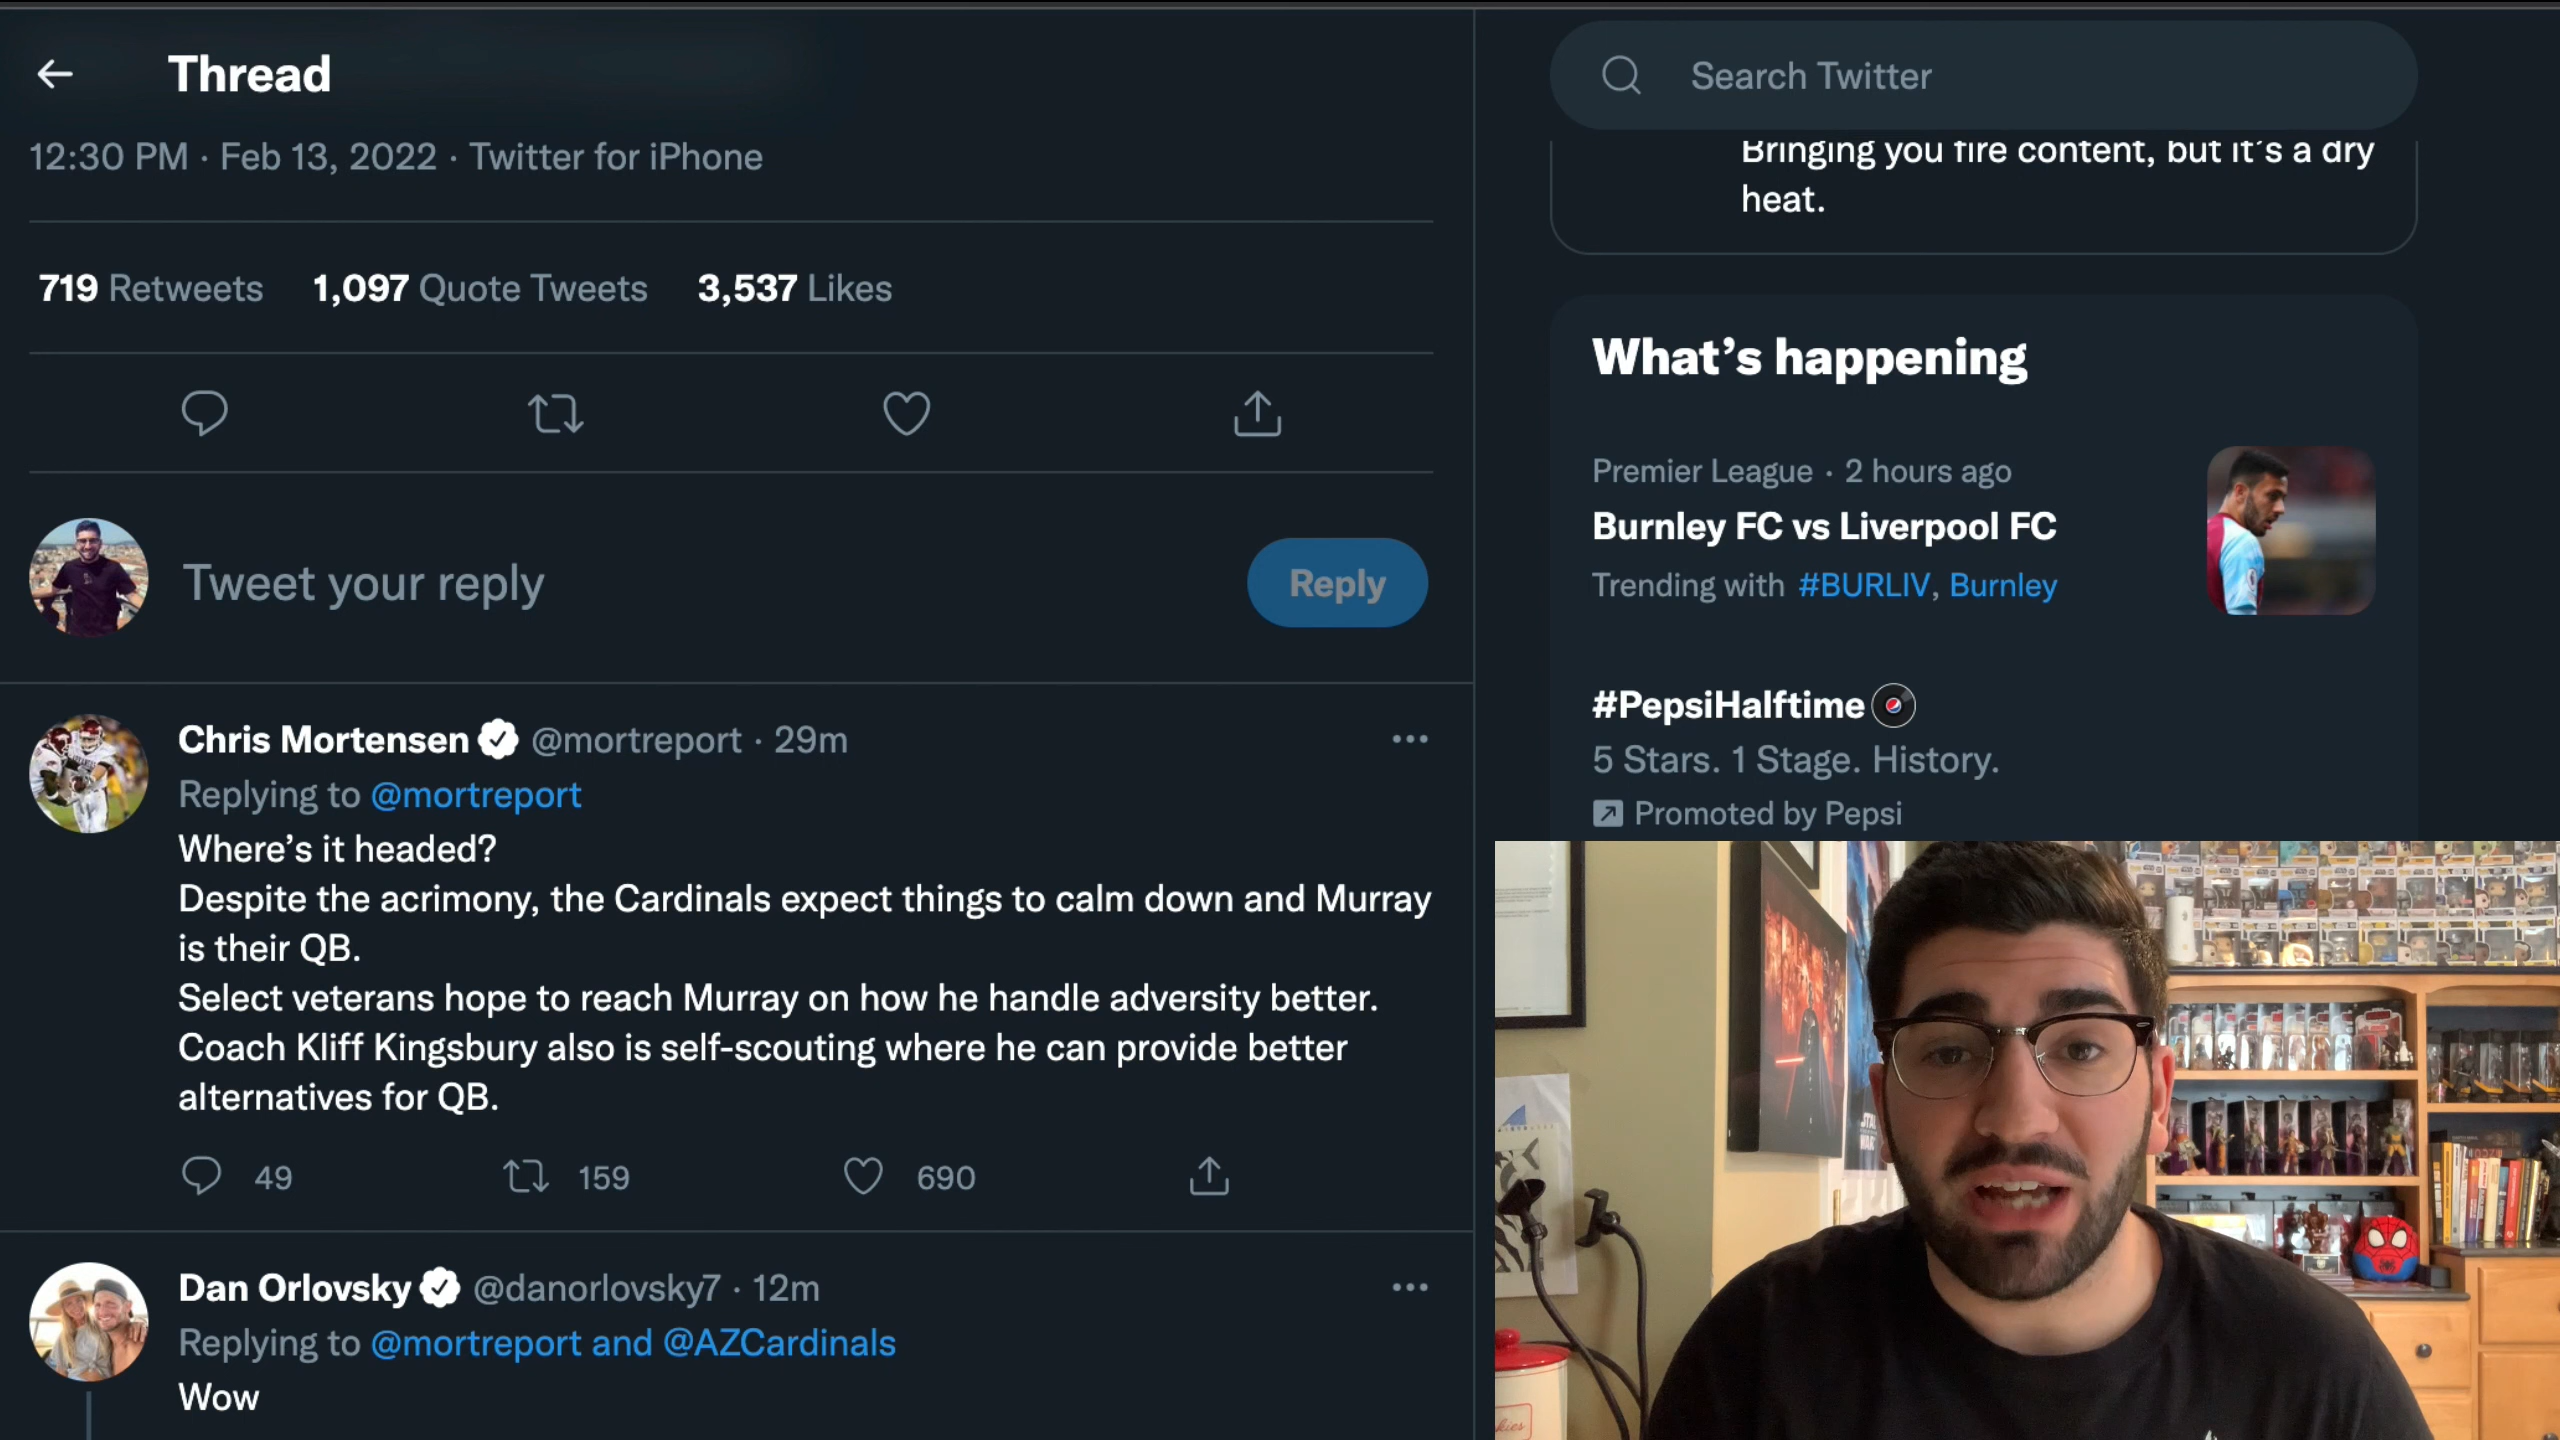 Thread
12:30 PM · Feb 13, 2022 · Twitter for iPhone
719 Retweets 1,097 Quote Tweets 3,537 Likes
Tweet your reply
Reply
Chris Mortensen @mortreport · 29m
Replying to @mortreport
Where's it headed?
Despite the acrimony, the Cardinals expect things to calm down and Murray
is their QB.
Select veterans hope to reach Murray on how he handle adversity better.
Coach Kliff Kingsbury also is self-scouting where he can provide better
alternatives for QB.
49 159 690
Dan Orlovsky @danorlovsky7 · 12m
Replying to @mortreport and @AZCardinals
Wow
Search Twitter
Bringing you fire content, but it's a dry
heat.
What's happening
Premier League · 2 hours ago
Burnley FC vs Liverpool FC
Trending with #BURLIV, Burnley
#PepsiHalftime
5 Stars. 1 Stage. History.
Promoted by Pepsi